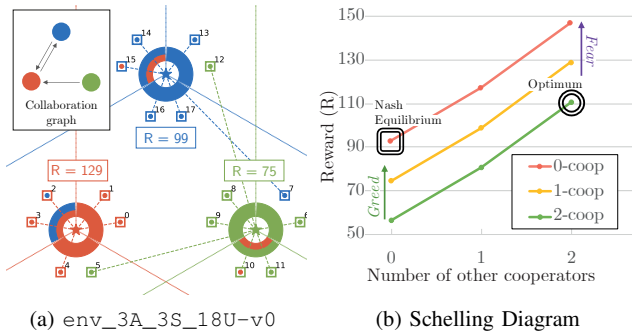 Collaboration
graph
14
13
15
12
16
17
R = 99
R = 129
R = 75
2
1
3
0
4
5
8
7
9
6
10
11
(a) env_3A_3S_18U-v0
150
130
110
90
70
50
Reward (R)
Fear
Optimum
Nash
Equilibrium
Greed
0-coop
1-coop
2-coop
0
1
2
Number of other cooperators
(b) Schelling Diagram